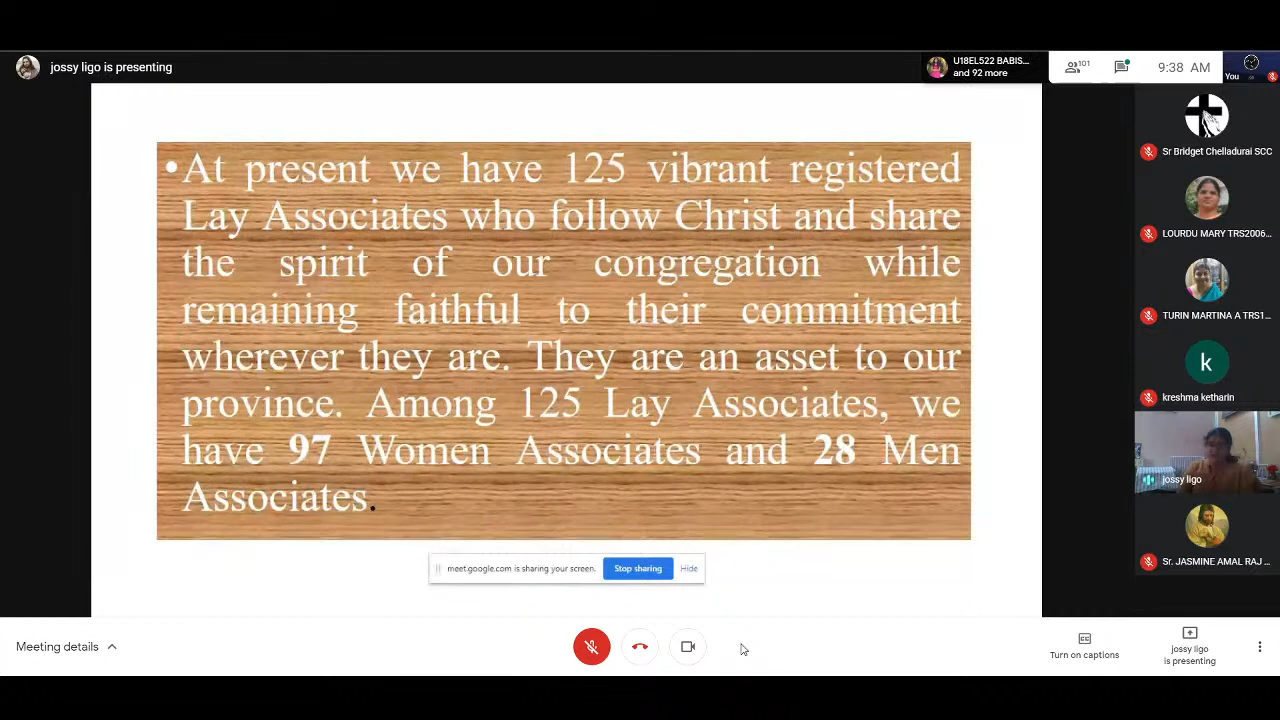 jossy ligo is presenting
U18EL522 BABIS...
and 92 more
101
9:38 AM
You
•At present we have 125 vibrant registered
Lay Associates who follow Christ and share
the spirit of our congregation while
remaining faithful to their commitment
wherever they are. They are an asset to our
province. Among 125 Lay Associates, we
have 97 Women Associates and 28 Men
Associates.
meet.google.com is sharing your screen.
Stop sharing
Hide
Sr Bridget Chelladurai SCC
LOURDU MARY TRS2006...
TURIN MARTINA A TRS1...
k
kreshma ketharin
jossy ligo
Sr. JASMINE AMAL RAJ ...
Meeting details
Turn on captions
jossy ligo
is presenting